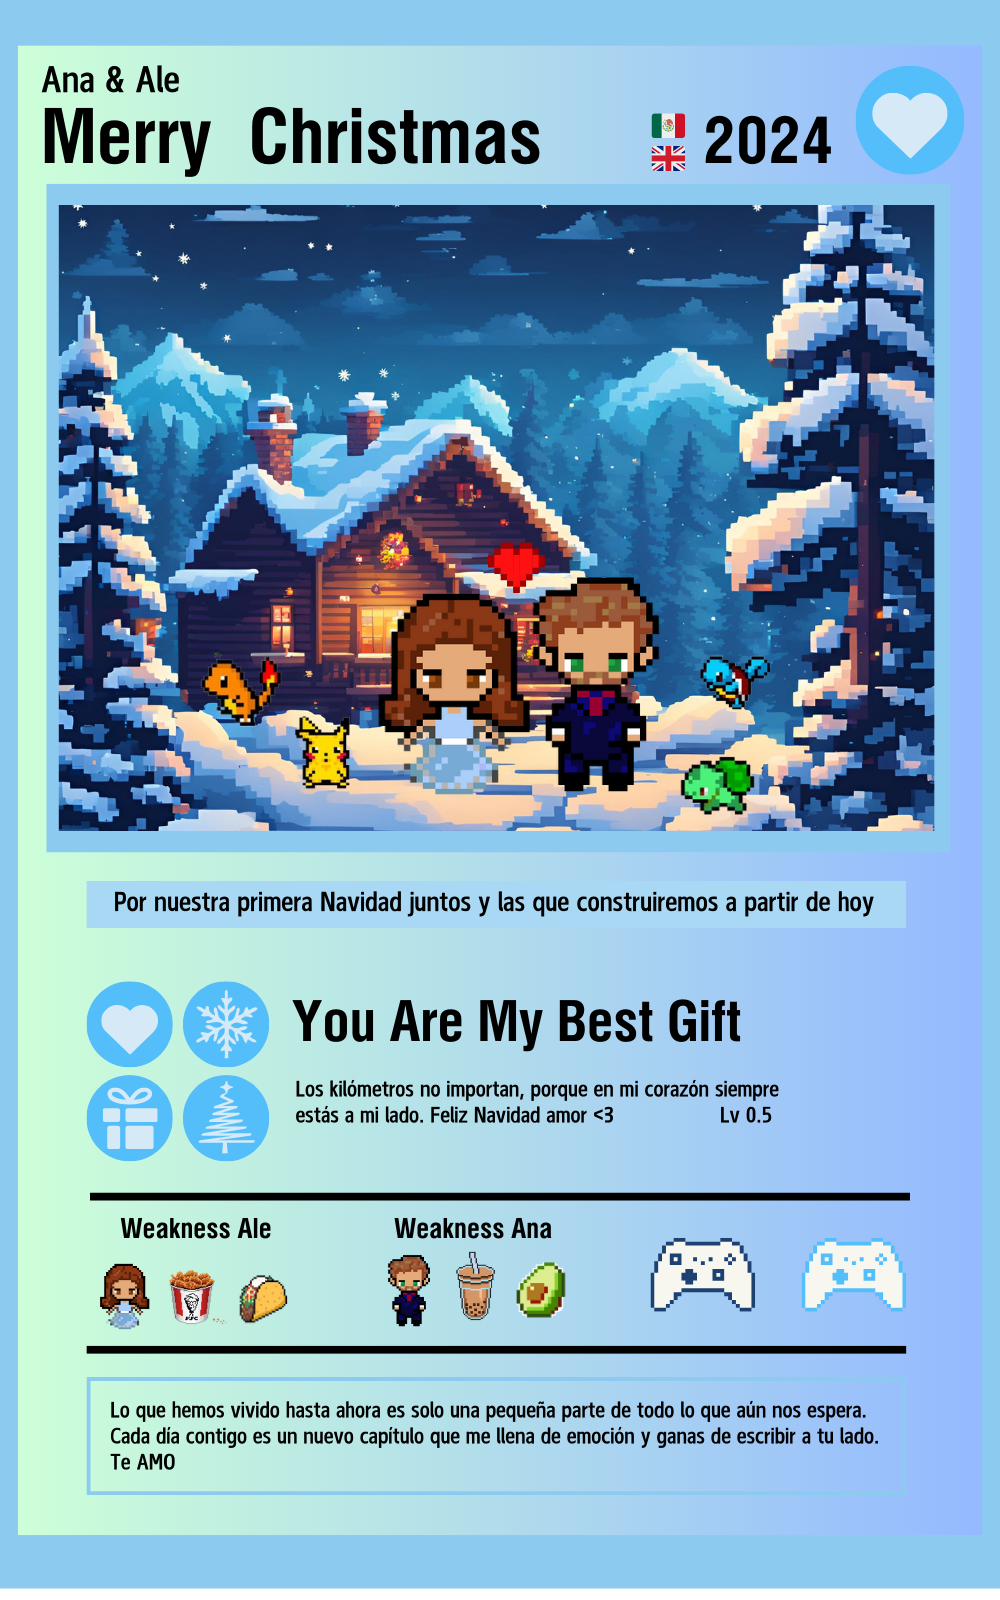 Ana & Ale
Merry Christmas
2024
Por nuestra primera Navidad juntos y las que construiremos a partir de hoy
You Are My Best Gift
Los kilómetros no importan, porque en mi corazón siempre
estás a mi lado. Feliz Navidad amor <3 Lv 0.5
Weakness Ale Weakness Ana
KFC
Lo que hemos vivido hasta ahora es solo una pequeña parte de todo lo que aún nos espera.
Cada día contigo es un nuevo capítulo que me llena de emoción y ganas de escribir a tu lado.
Te AMO